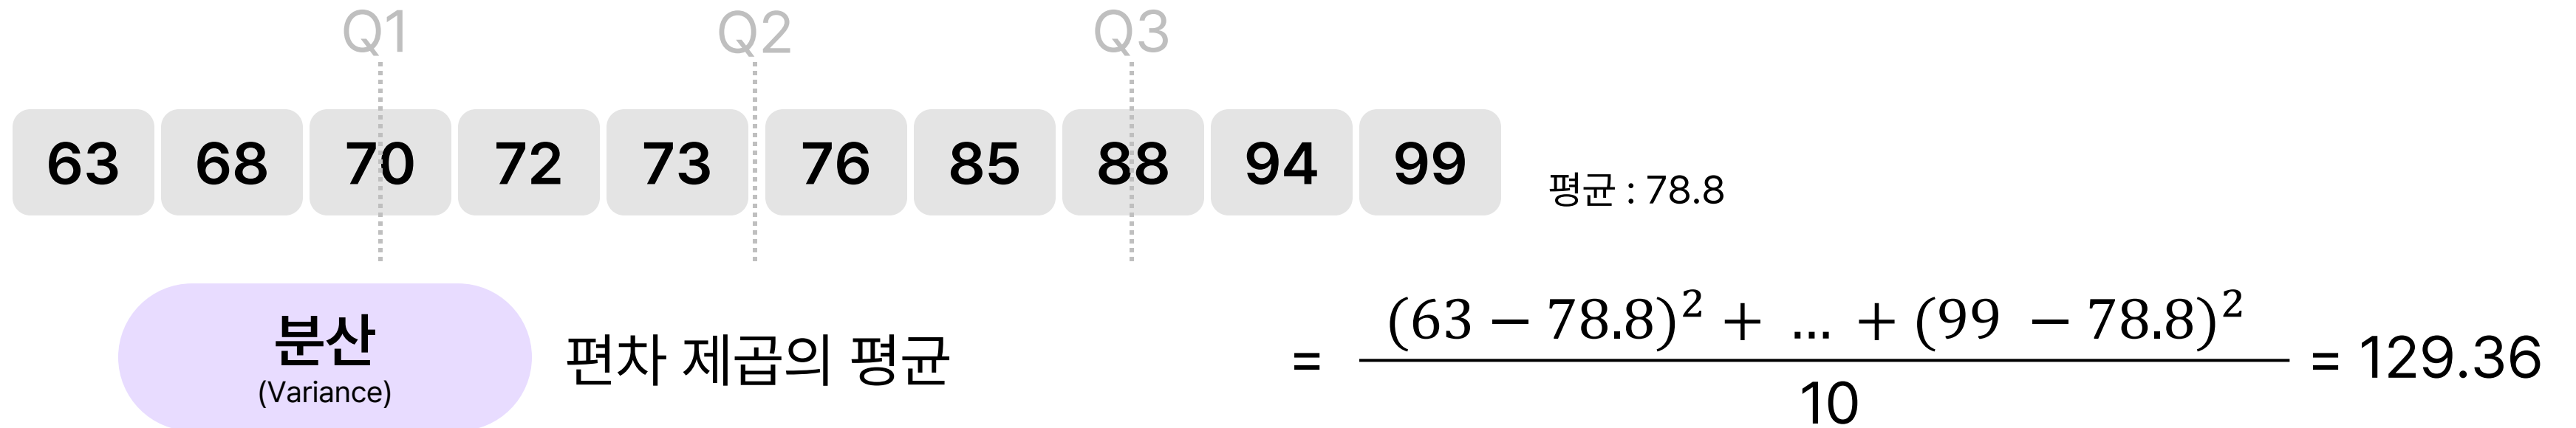 Q1 Q2 Q3
63 68 70 72 73 76 85 88 94 99
평균 : 78.8
분산
(Variance)
편차 제곱의 평균
= (63 − 78.8)² + ... + (99 − 78.8)² = 129.36
10